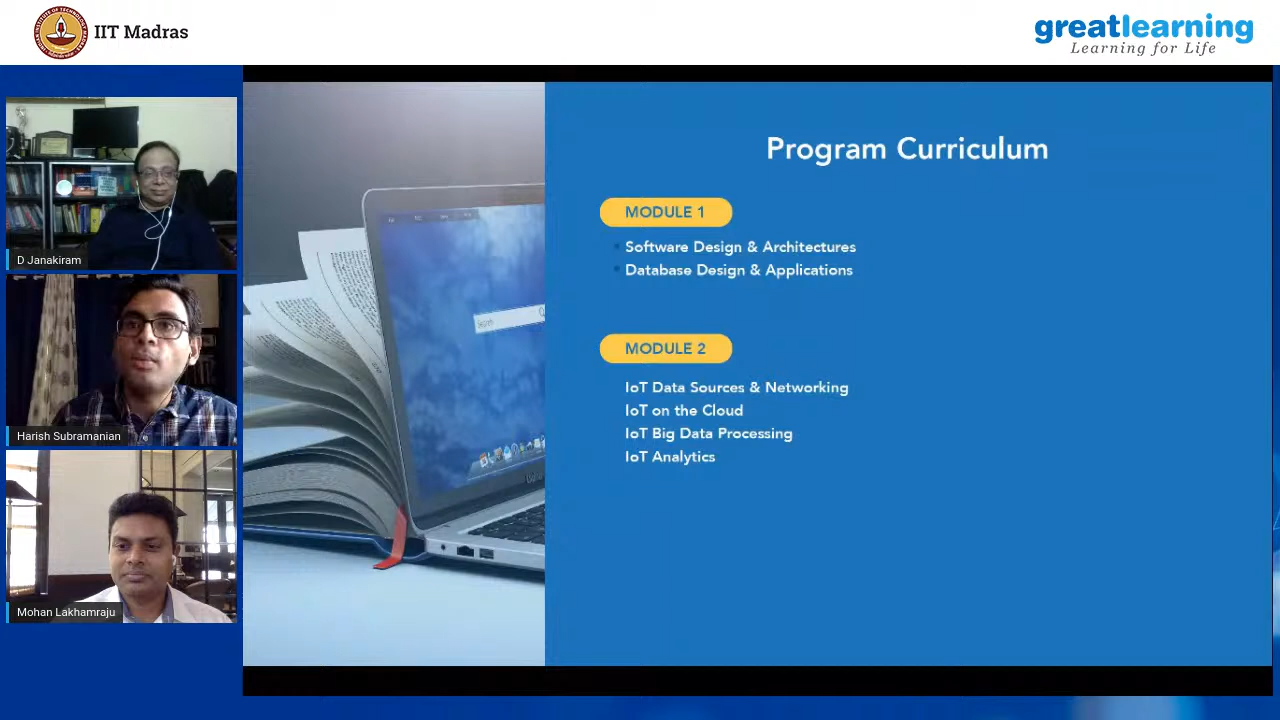 IIT Madras
greatlearning
Learning for Life
D Janakiram
Harish Subramanian
Mohan Lakhamraju
Program Curriculum
MODULE 1
Software Design & Architectures
Database Design & Applications
MODULE 2
IoT Data Sources & Networking
IoT on the Cloud
IoT Big Data Processing
IoT Analytics
Search